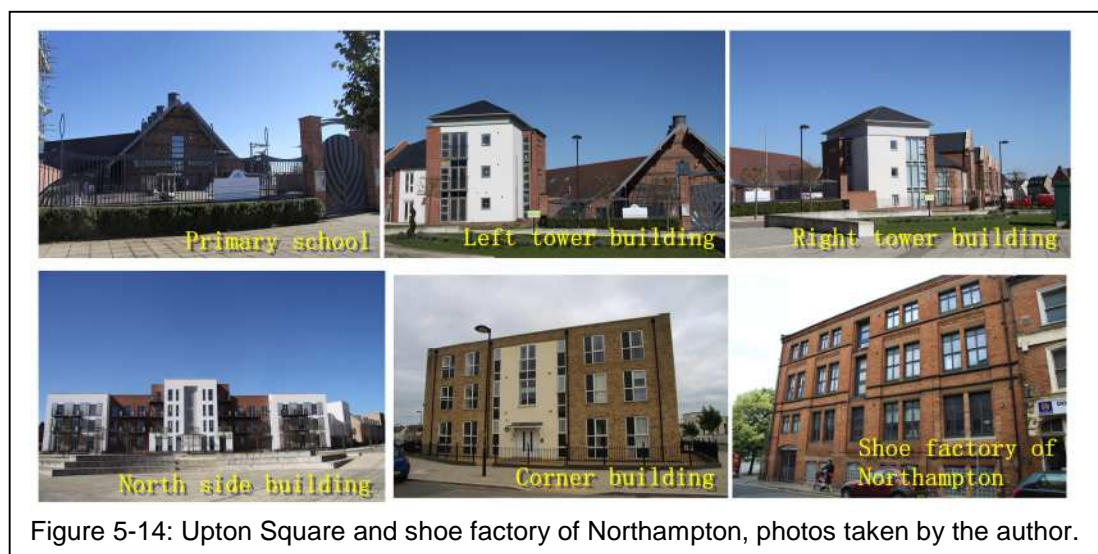 Primary school
Left tower building
Right tower building
North side building
Corner building
Shoe factory of
Northampton
Figure 5-14: Upton Square and shoe factory of Northampton, photos taken by the author.